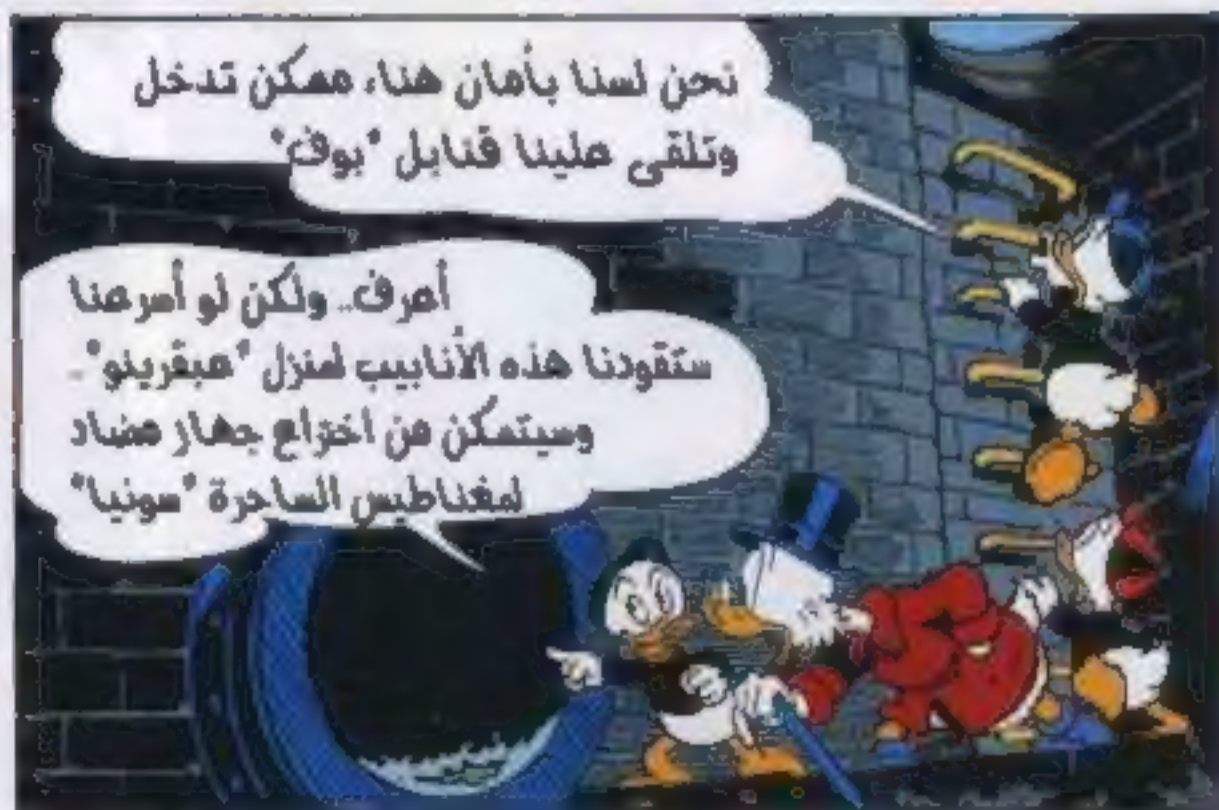 نحن لسنا بأمان هنا، ممكن تدخل
وتلقى علينا قنابل "بوف"
أعرف.. ولكن لو أسرعنا
ستقودنا هذه الأنابيب لمنزل "عبقرينو"..
وسيتمكن من اختراع جهاز مضاد
لمغناطيس الساحرة "سونيا"